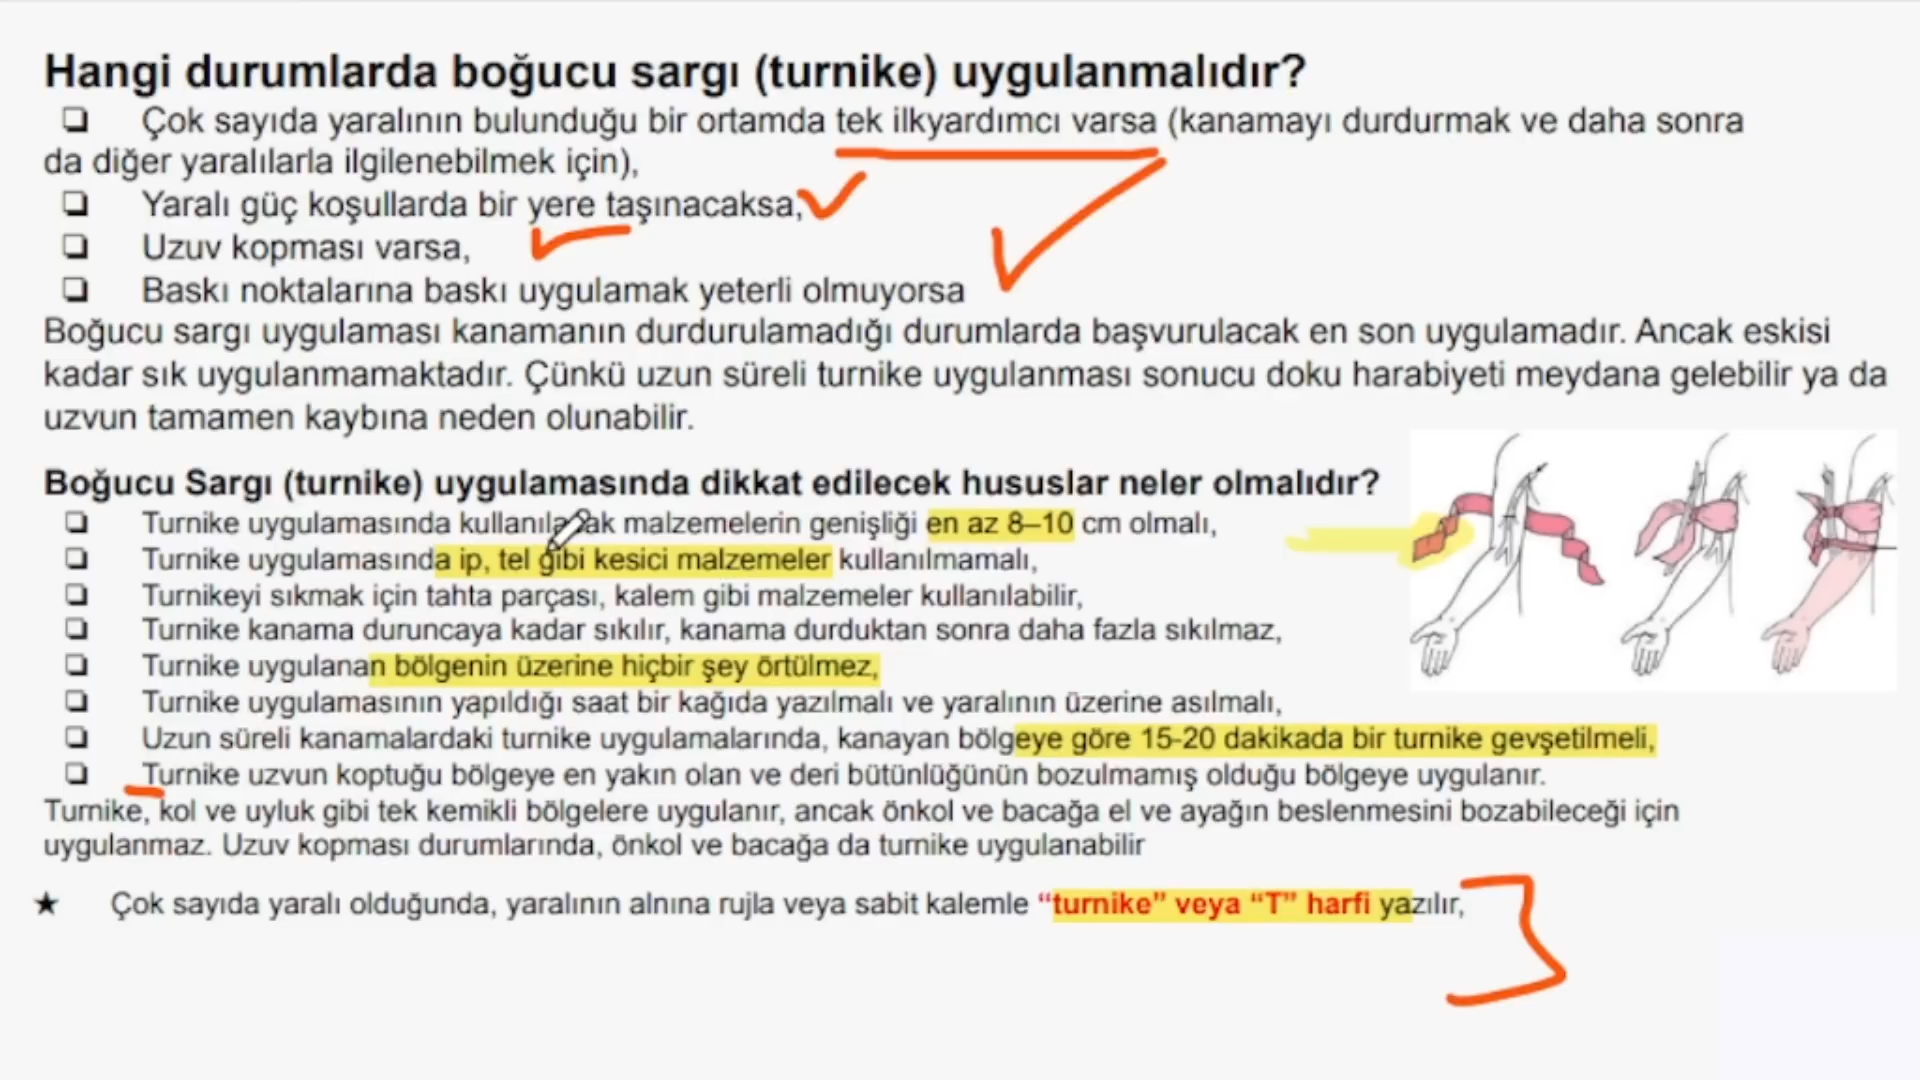 Hangi durumlarda boğucu sargı (turnike) uygulanmalıdır?
❏ Çok sayıda yaralının bulunduğu bir ortamda tek ilkyardımcı varsa (kanamayı durdurmak ve daha sonra
da diğer yaralılarla ilgilenebilmek için),
❏ Yaralı güç koşullarda bir yere taşınacaksa,
❏ Uzuv kopması varsa,
❏ Baskı noktalarına baskı uygulamak yeterli olmuyorsa
Boğucu sargı uygulaması kanamanın durdurulamadığı durumlarda başvurulacak en son uygulamadır. Ancak eskisi
kadar sık uygulanmamaktadır. Çünkü uzun süreli turnike uygulanması sonucu doku harabiyeti meydana gelebilir ya da
uzvun tamamen kaybına neden olunabilir.
Boğucu Sargı (turnike) uygulamasında dikkat edilecek hususlar neler olmalıdır?
❏ Turnike uygulamasında kullanılacak malzemelerin genişliği en az 8–10 cm olmalı,
❏ Turnike uygulamasında ip, tel gibi kesici malzemeler kullanılmamalı,
❏ Turnikeyi sıkmak için tahta parçası, kalem gibi malzemeler kullanılabilir,
❏ Turnike kanama duruncaya kadar sıkılır, kanama durduktan sonra daha fazla sıkılmaz,
❏ Turnike uygulanan bölgenin üzerine hiçbir şey örtülmez,
❏ Turnike uygulamasının yapıldığı saat bir kağıda yazılmalı ve yaralının üzerine asılmalı,
❏ Uzun süreli kanamalardaki turnike uygulamalarında, kanayan bölgeye göre 15-20 dakikada bir turnike gevşetilmeli,
❏ Turnike uzvun koptuğu bölgeye en yakın olan ve deri bütünlüğünün bozulmamış olduğu bölgeye uygulanır.
Turnike, kol ve uyluk gibi tek kemikli bölgelere uygulanır, ancak önkol ve bacağa el ve ayağın beslenmesini bozabileceği için
uygulanmaz. Uzuv kopması durumlarında, önkol ve bacağa da turnike uygulanabilir
★ Çok sayıda yaralı olduğunda, yaralının alnına rujla veya sabit kalemle “turnike” veya “T” harfi yazılır,